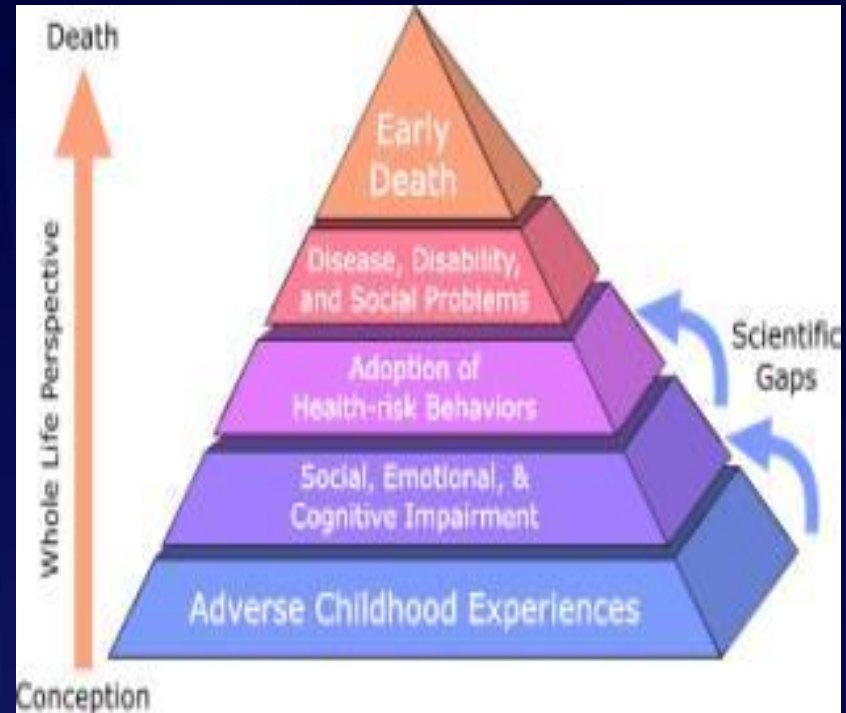 Death
Whole Life Perspective
Conception
Early
Death
Disease, Disability,
and Social Problems
Adoption of
Health-risk Behaviors
Social, Emotional, &
Cognitive Impairment
Adverse Childhood Experiences
Scientific
Gaps